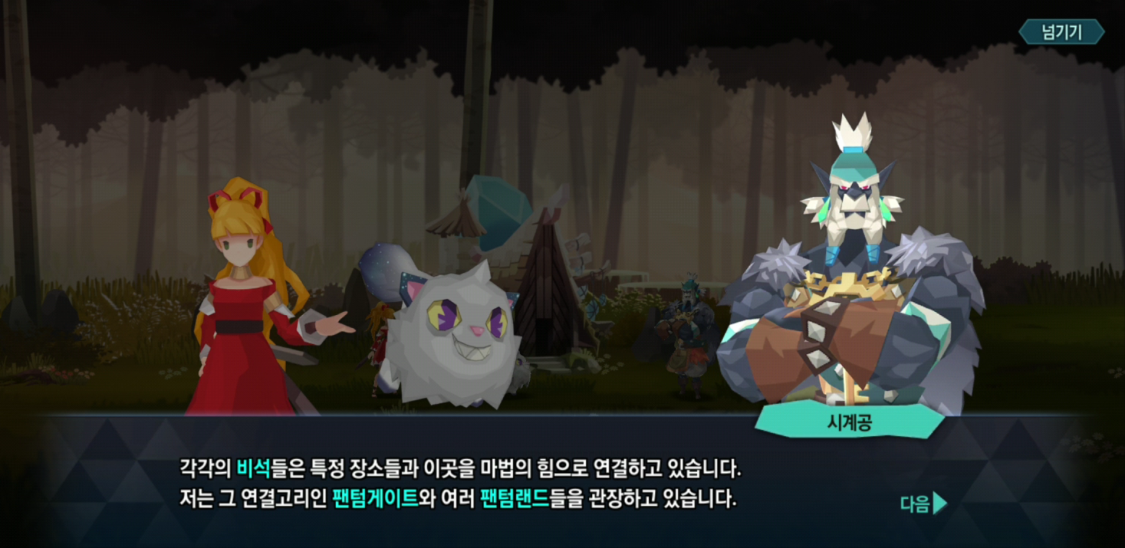 넘기기
시계공
각각의 비석들은 특정 장소들과 이곳을 마법의 힘으로 연결하고 있습니다.
저는 그 연결고리인 팬텀게이트와 여러 팬텀랜드들을 관장하고 있습니다.
다음